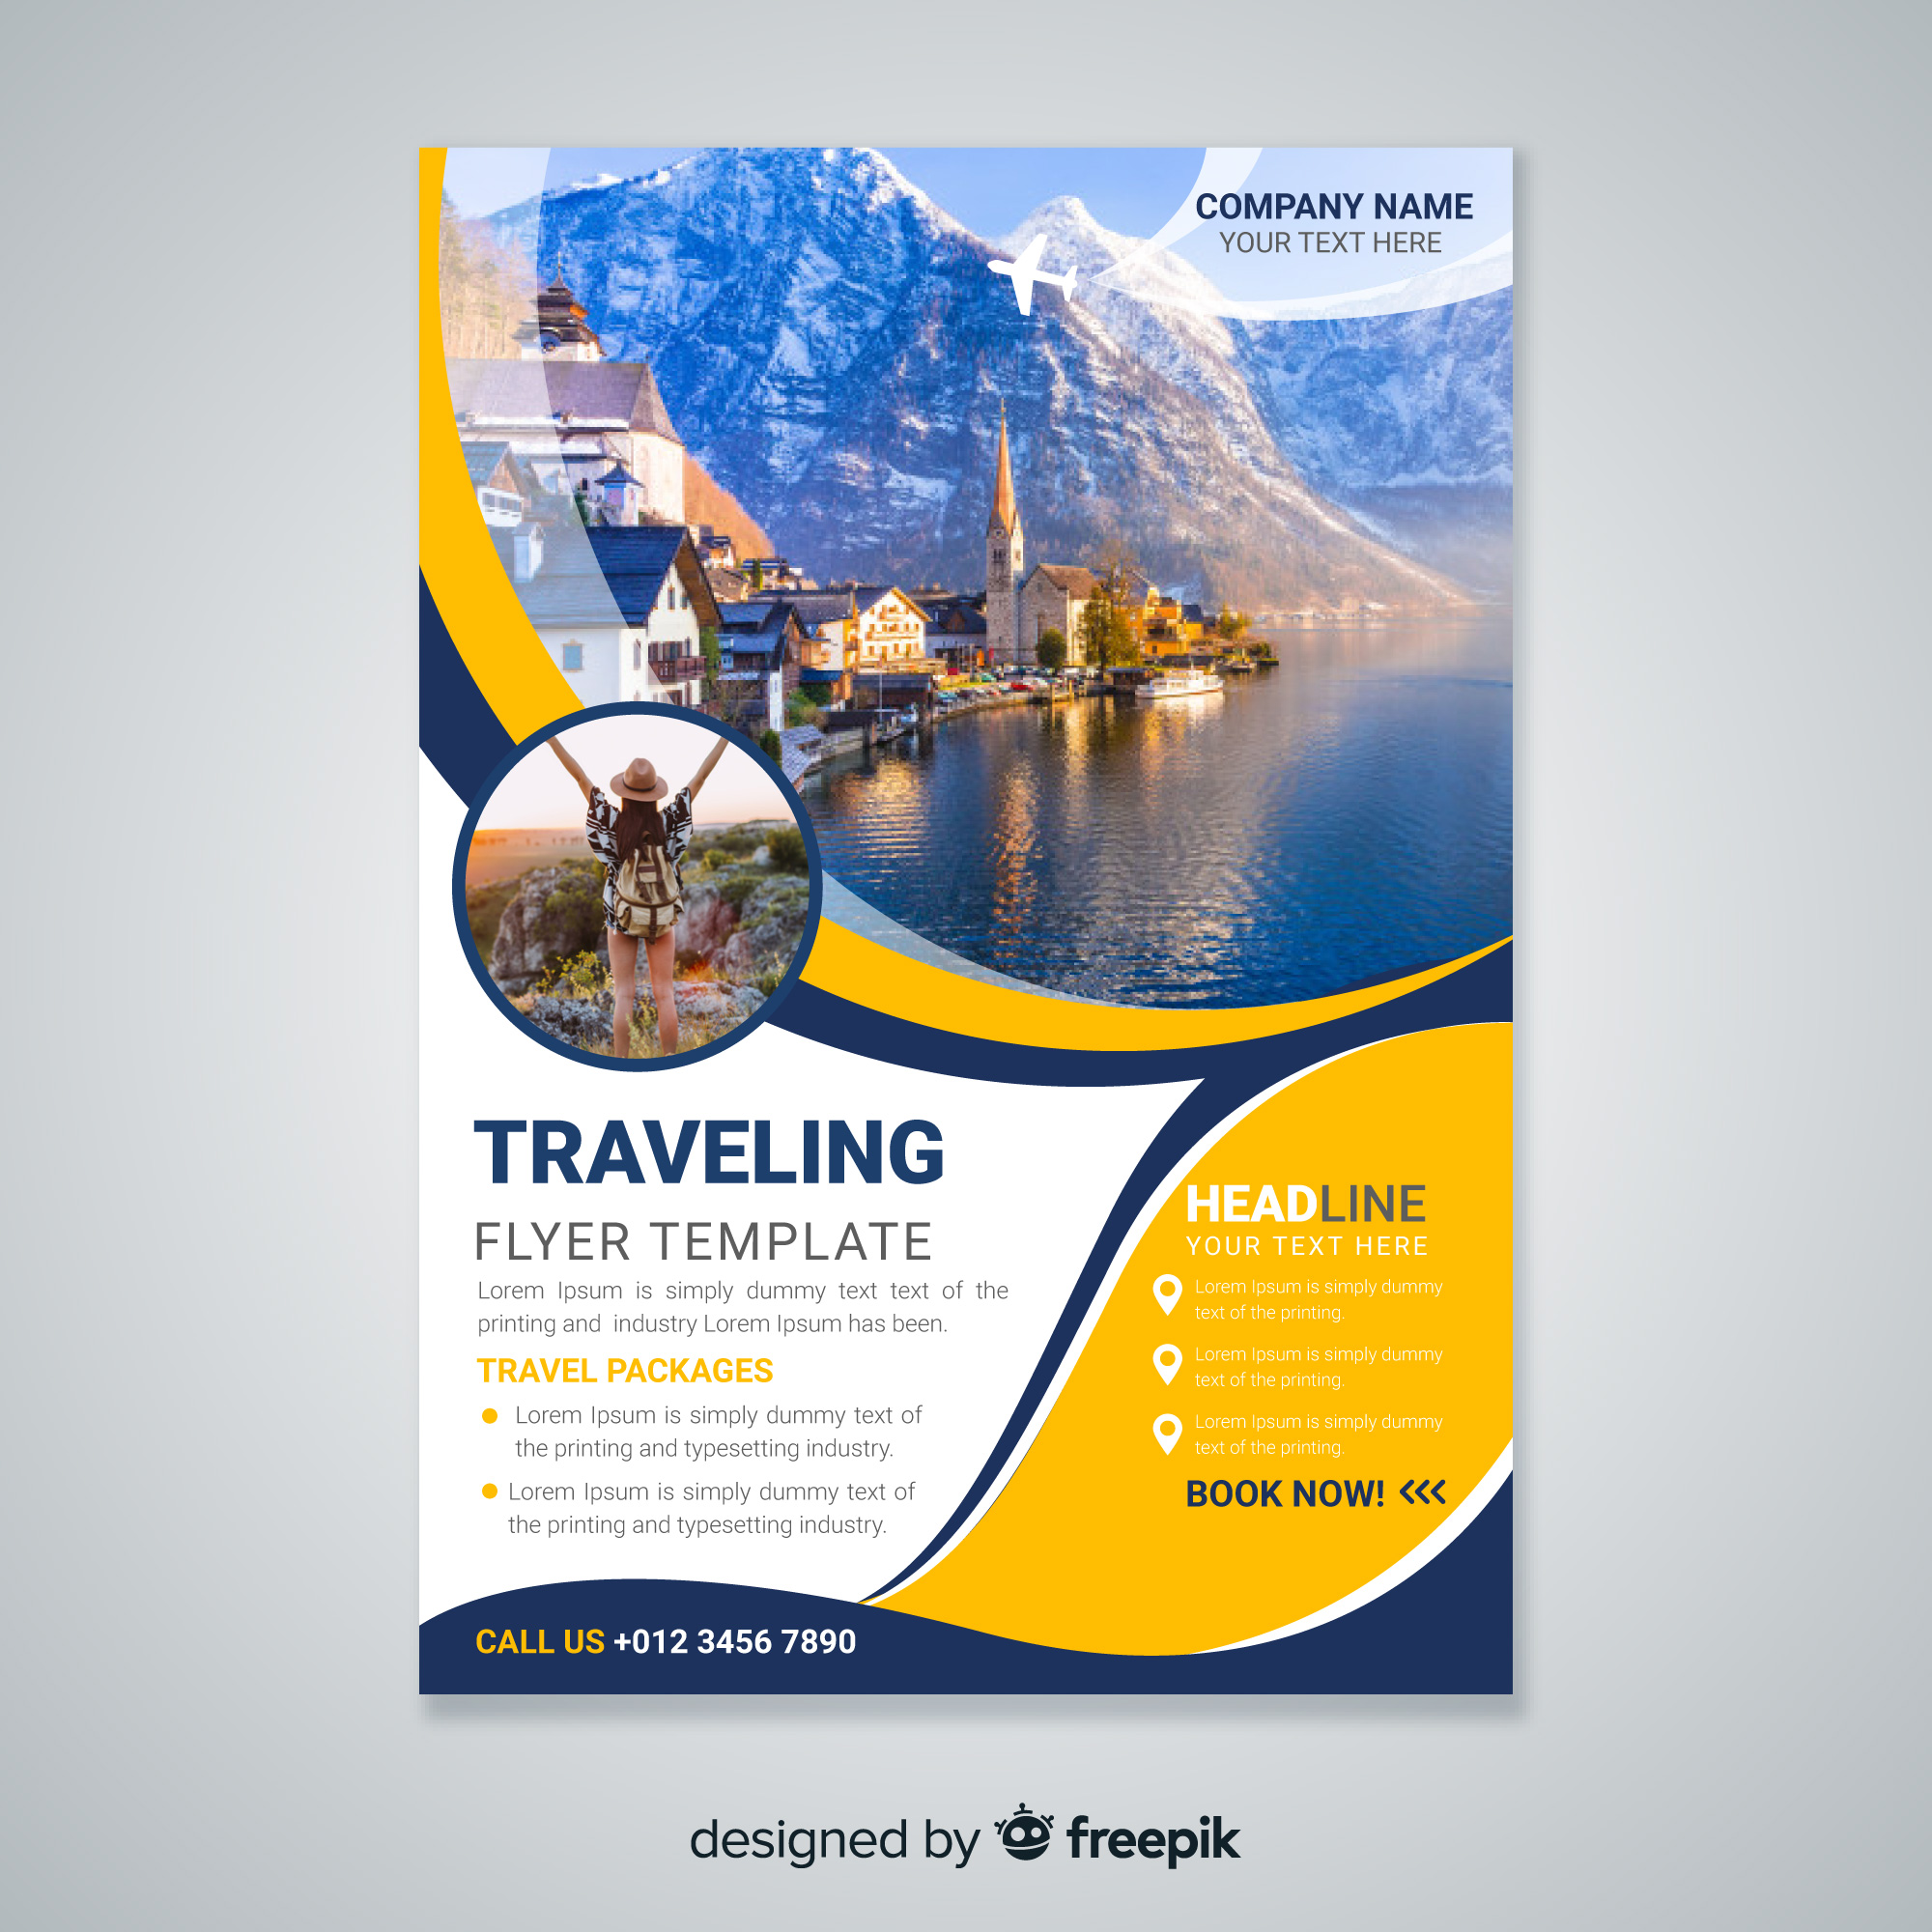 COMPANY NAME
YOUR TEXT HERE
TRAVELING
FLYER TEMPLATE
Lorem Ipsum is simply dummy text text of the
printing and industry Lorem Ipsum has been.
TRAVEL PACKAGES
Lorem Ipsum is simply dummy text of
the printing and typesetting industry.
Lorem Ipsum is simply dummy text of
the printing and typesetting industry.
HEADLINE
YOUR TEXT HERE
Lorem Ipsum is simply dummy
text of the printing.
Lorem Ipsum is simply dummy
text of the printing.
Lorem Ipsum is simply dummy
text of the printing.
BOOK NOW!
CALL US +012 3456 7890
designed by freepik